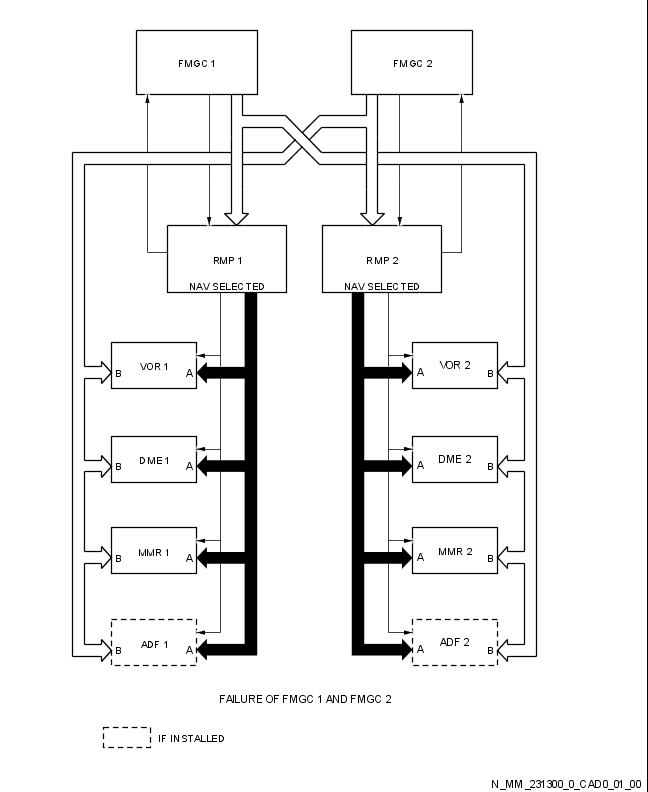 FMGC 1
FMGC 2
RMP 1
RMP 2
NAV SELECTED
NAV SELECTED
VOR 1
A
B
A
VOR 2
B
DME 1
B
A
A
DME 2
B
MMR 1
B
A
A
MMR 2
B
ADF 1
B
A
A
ADF 2
B
FAILURE OF FMGC 1 AND FMGC 2
IF INSTALLED
N_MM_231300_0_CAD0_01_00